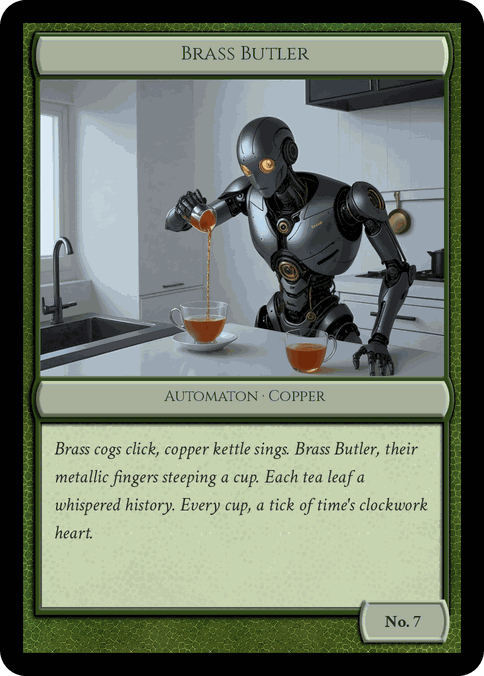 Brass Butler
Automaton · Copper
Brass cogs click, copper kettle sings. Brass Butler, their
metallic fingers steeping a cup. Each tea leaf a
whispered history. Every cup, a tick of time's clockwork
heart.
No. 7